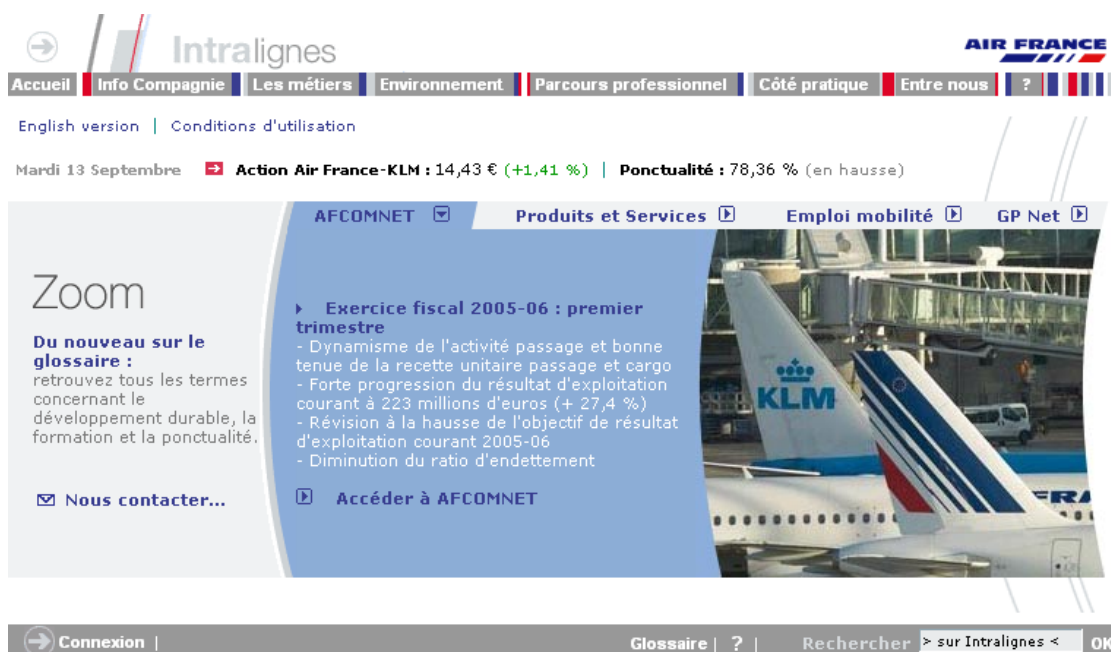 Intralignes
AIR FRANCE
Accueil Info Compagnie Les métiers Environnement Parcours professionnel Côté pratique Entre nous ?
English version | Conditions d'utilisation
Mardi 13 Septembre Action Air France-KLM : 14,43 € (+1,41 %) | Ponctualité : 78,36 % (en hausse)
AFCOMNET Produits et Services Emploi mobilité GP Net
Zoom
Du nouveau sur le
glossaire :
retrouvez tous les termes
concernant le
développement durable, la
formation et la ponctualité.
Nous contacter...
Exercice fiscal 2005-06 : premier
trimestre
- Dynamisme de l'activité passage et bonne
tenue de la recette unitaire passage et cargo
- Forte progression du résultat d'exploitation
courant à 223 millions d'euros (+ 27,4 %)
- Révision à la hausse de l'objectif de résultat
d'exploitation courant 2005-06
- Diminution du ratio d'endettement
Accéder à AFCOMNET
KLM
FRA
Connexion | Glossaire | ? | Rechercher > sur Intralignes < OK